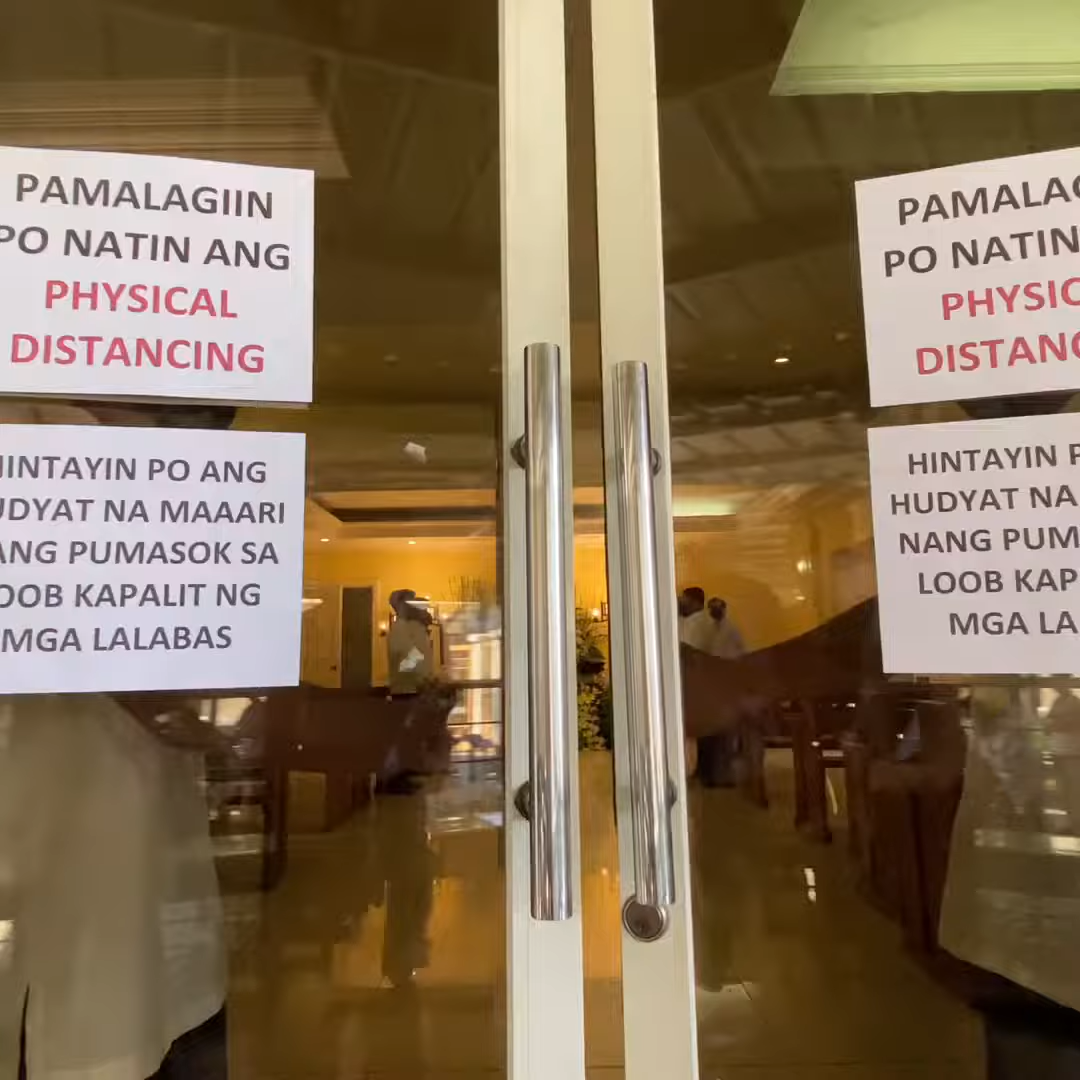 PAMALAGIIN
PO NATIN ANG
PHYSICAL
DISTANCING
HINTAYIN PO ANG
HUDYAT NA MAAARI
NANG PUMASOK SA
LOOB KAPALIT NG
MGA LALABAS
PAMALAG
PO NATIN
PHYSIC
DISTANC
HINTAYIN P
HUDYAT NA
NANG PUM
LOOB KAP
MGA LA